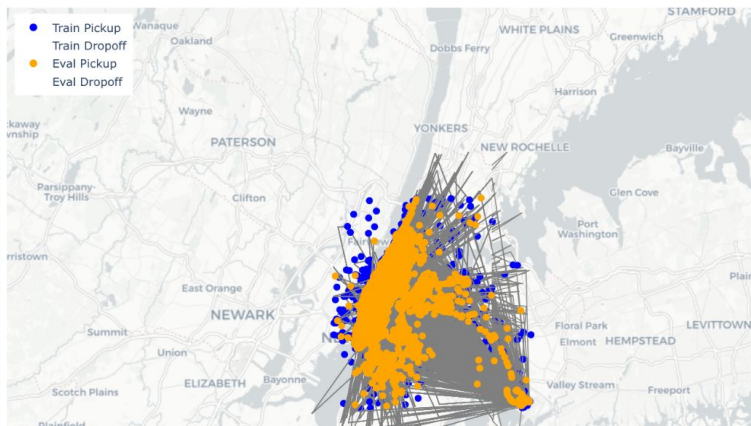 Train Pickup
Train Dropoff
Eval Pickup
Eval Dropoff
Wanaque
Oakland
STAMFORD
WHITE PLAINS
Greenwich
Dobbs Ferry
Harrison
Wayne
PATERSON
YONKERS
NEW ROCHELLE
Bayville
Parsippany-
Troy Hills
Clifton
Glen Cove
Port
Washington
East Orange
NEWARK
Floral Park
LEVITTOWN
Elmont
HEMPSTEAD
Summit
Union
ELIZABETH
Bayonne
Valley Stream
Freeport
Scotch Plains
Plainfield